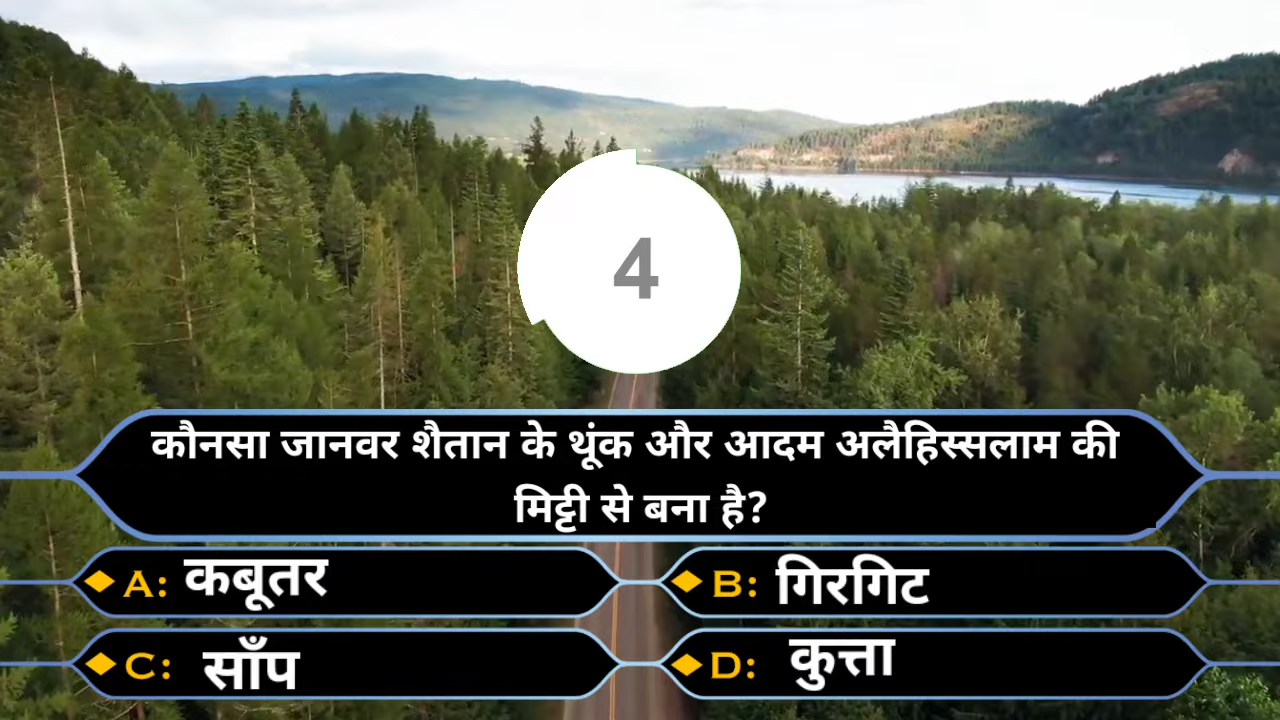 4
कौनसा जानवर शैतान के थूंक और आदम अलैहिस्सलाम की
मिट्टी से बना है?
A: कबूतर
B: गिरगिट
C: साँप
D: कुत्ता